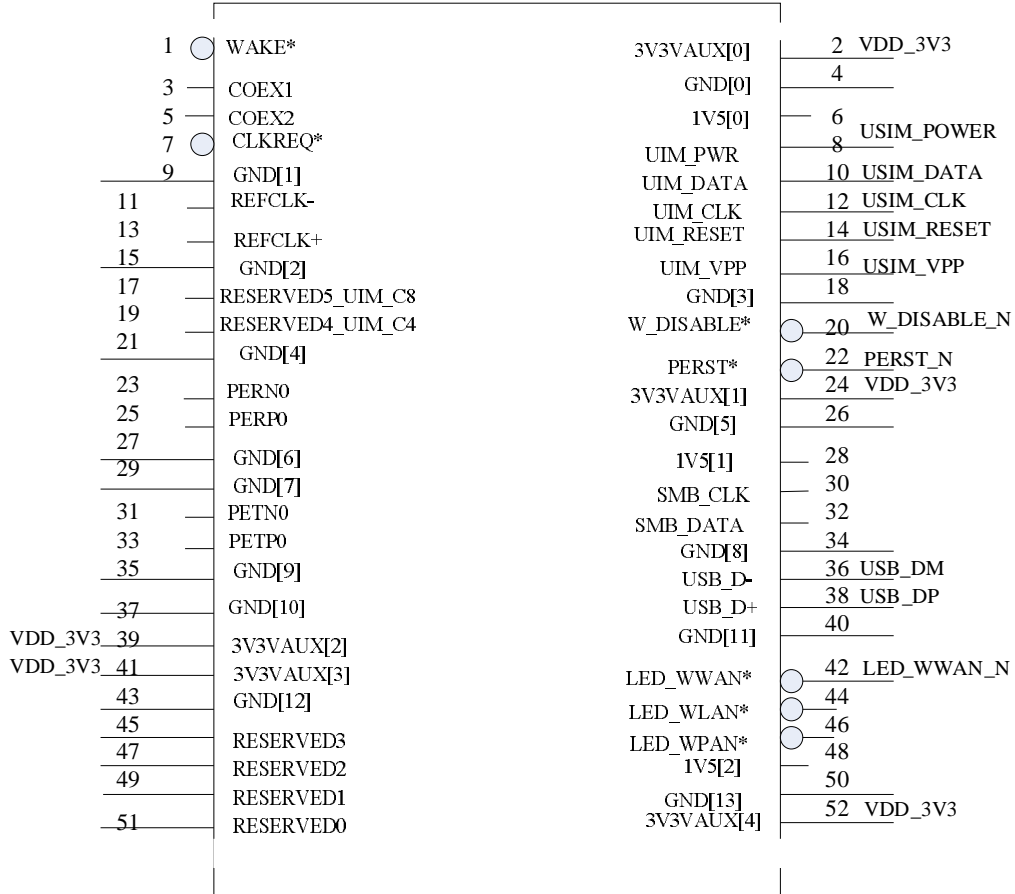 1 WAKE* 3V3VAUX[0] 2 VDD_3V3
3 COEX1 GND[0] 4
5 COEX2 1V5[0] 6
7 CLKREQ* UIM_PWR 8 USIM_POWER
9 GND[1] UIM_DATA 10 USIM_DATA
11 REFCLK- UIM_CLK 12 USIM_CLK
13 REFCLK+ UIM_RESET 14 USIM_RESET
15 GND[2] UIM_VPP 16 USIM_VPP
17 RESERVED5_UIM_C8 GND[3] 18
19 RESERVED4_UIM_C4 W_DISABLE* 20 W_DISABLE_N
21 GND[4] PERST* 22 PERST_N
23 PERN0 3V3VAUX[1] 24 VDD_3V3
25 PERP0 GND[5] 26
27 GND[6] 1V5[1] 28
29 GND[7] SMB_CLK 30
31 PETN0 SMB_DATA 32
33 PETP0 GND[8] 34
35 GND[9] USB_D- 36 USB_DM
37 GND[10] USB_D+ 38 USB_DP
VDD_3V3 39 3V3VAUX[2] GND[11] 40
VDD_3V3 41 3V3VAUX[3] LED_WWAN* 42 LED_WWAN_N
43 GND[12] LED_WLAN* 44
45 RESERVED3 LED_WPAN* 46
47 RESERVED2 1V5[2] 48
49 RESERVED1 GND[13] 50
51 RESERVED0 3V3VAUX[4] 52 VDD_3V3